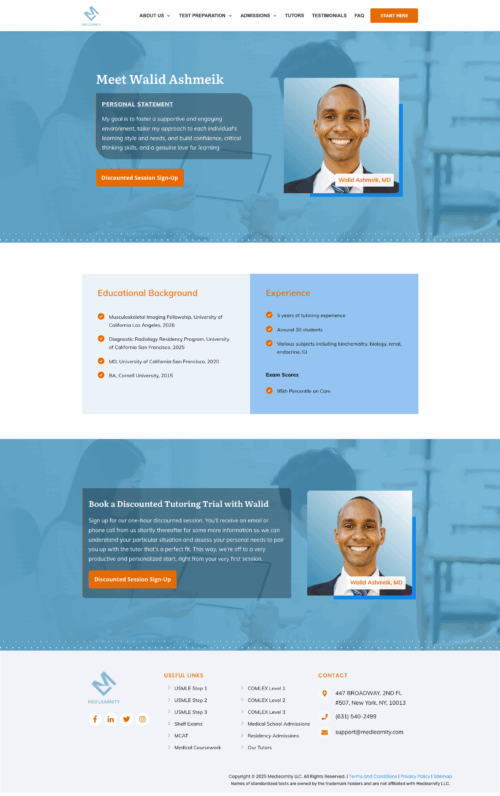 ABOUT US
TEST PREPARATION
ADMISSIONS
TUTORS
TESTIMONIALS
FAQ
START HERE
MED LEARNITY
Meet Walid Ashmeik
PERSONAL STATEMENT
My goal is to foster a supportive and engaging
environment, tailor my approach to each individual's
learning style and needs, and build confidence, critical
thinking skills, and a genuine love for learning
Discounted Session Sign-Up
Walid Ashmeik, MD
Educational Background
Musculoskeletal Imaging Fellowship, University of
California Los Angeles, 2026
Diagnostic Radiology Residency Program, University
of California San Francisco, 2025
MD, University of California San Francisco, 2020
BA, Cornell University, 2015
Experience
5 years of tutoring experience
Around 30 students
Various subjects including biochemistry, biology, renal,
endocrine, GI
Exam Scores
95th Percentile on Core
Book a Discounted Tutoring Trial with Walid
Sign up for our one-hour discounted session. You'll receive an email or
phone call from us shortly thereafter for some more information so we can
understand your particular situation and assess your personal needs to pair
you up with the tutor that's a perfect fit. This way, we're off to a very
productive and personalized start, right from your very first session.
Discounted Session Sign-Up
Walid Ashmeik, MD
MED LEARNITY
USEFUL LINKS
USMLE Step 1
USMLE Step 2
USMLE Step 3
Shelf Exams
MCAT
Medical Coursework
COMLEX Level 1
COMLEX Level 2
COMLEX Level 3
Medical School Admissions
Residency Admissions
Our Tutors
CONTACT
447 BROADWAY, 2ND FL
#507, New York, NY, 10013
(631) 540-2499
support@medlearnity.com
Copyright © 2025 Medlearnity LLC. All Rights Reserved. | Terms and Conditions | Privacy Policy | Sitemap
Names of standardized tests are owned by the trademark holders and are not affiliated with Medlearnity LLC.